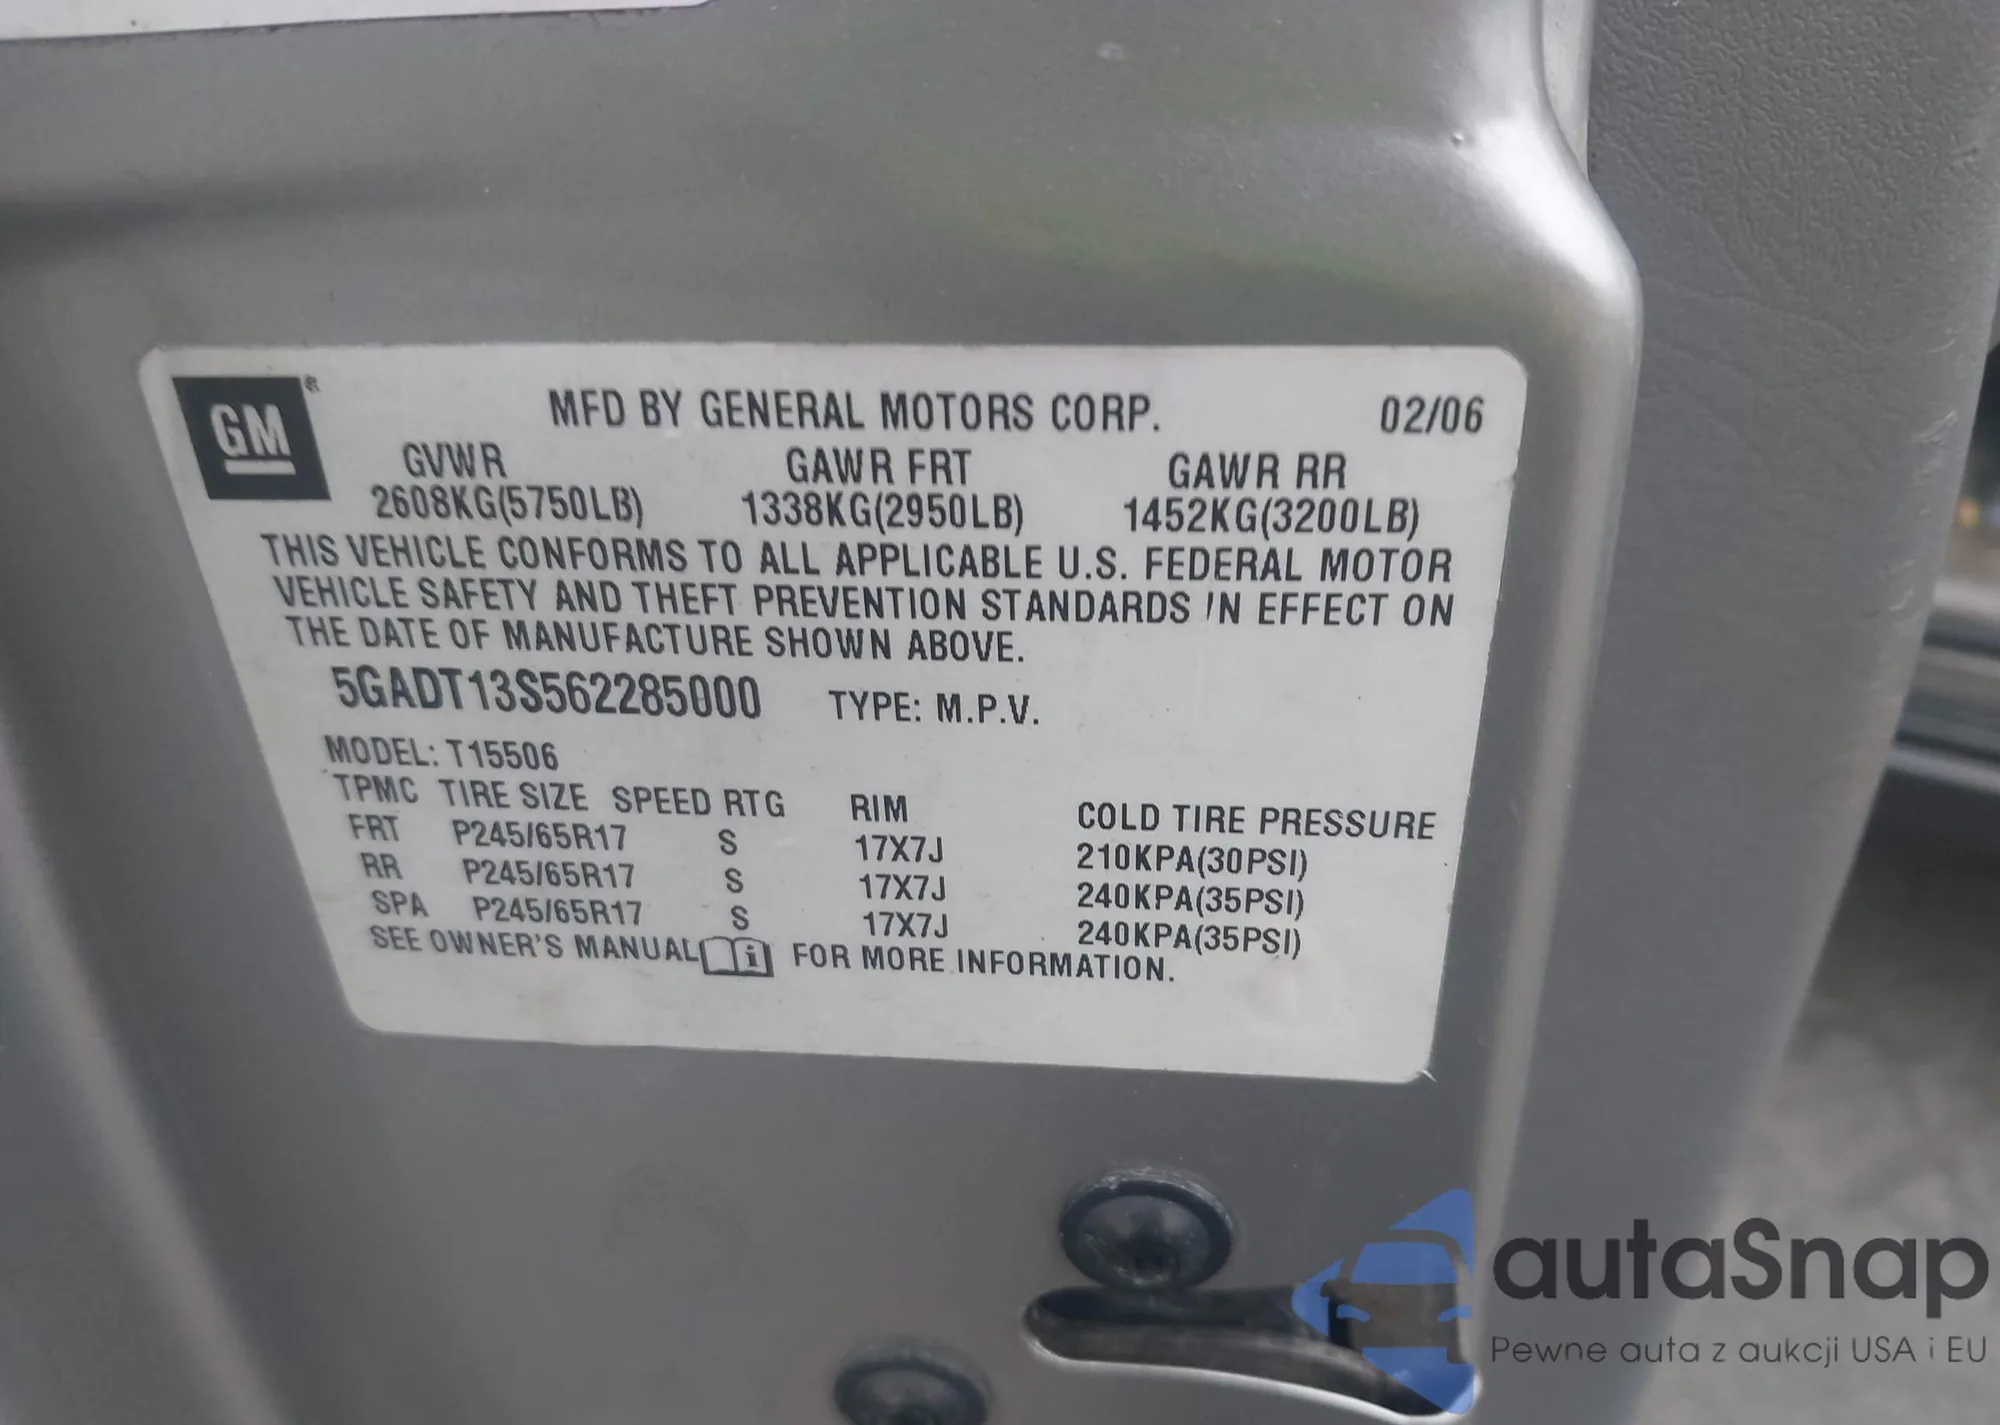 GM ®
MFD BY GENERAL MOTORS CORP. 02/06
GVWR GAWR FRT GAWR RR
2608KG(5750LB) 1338KG(2950LB) 1452KG(3200LB)
THIS VEHICLE CONFORMS TO ALL APPLICABLE U.S. FEDERAL MOTOR
VEHICLE SAFETY AND THEFT PREVENTION STANDARDS IN EFFECT ON
THE DATE OF MANUFACTURE SHOWN ABOVE.
5GADT13S562285000 TYPE: M.P.V.
MODEL: T15506
TPMC TIRE SIZE SPEED RTG RIM COLD TIRE PRESSURE
FRT P245/65R17 S 17X7J 210KPA(30PSI)
RR P245/65R17 S 17X7J 240KPA(35PSI)
SPA P245/65R17 S 17X7J 240KPA(35PSI)
SEE OWNER'S MANUAL i FOR MORE INFORMATION.
autaSnap
Pewne auta z aukcji USA i EU